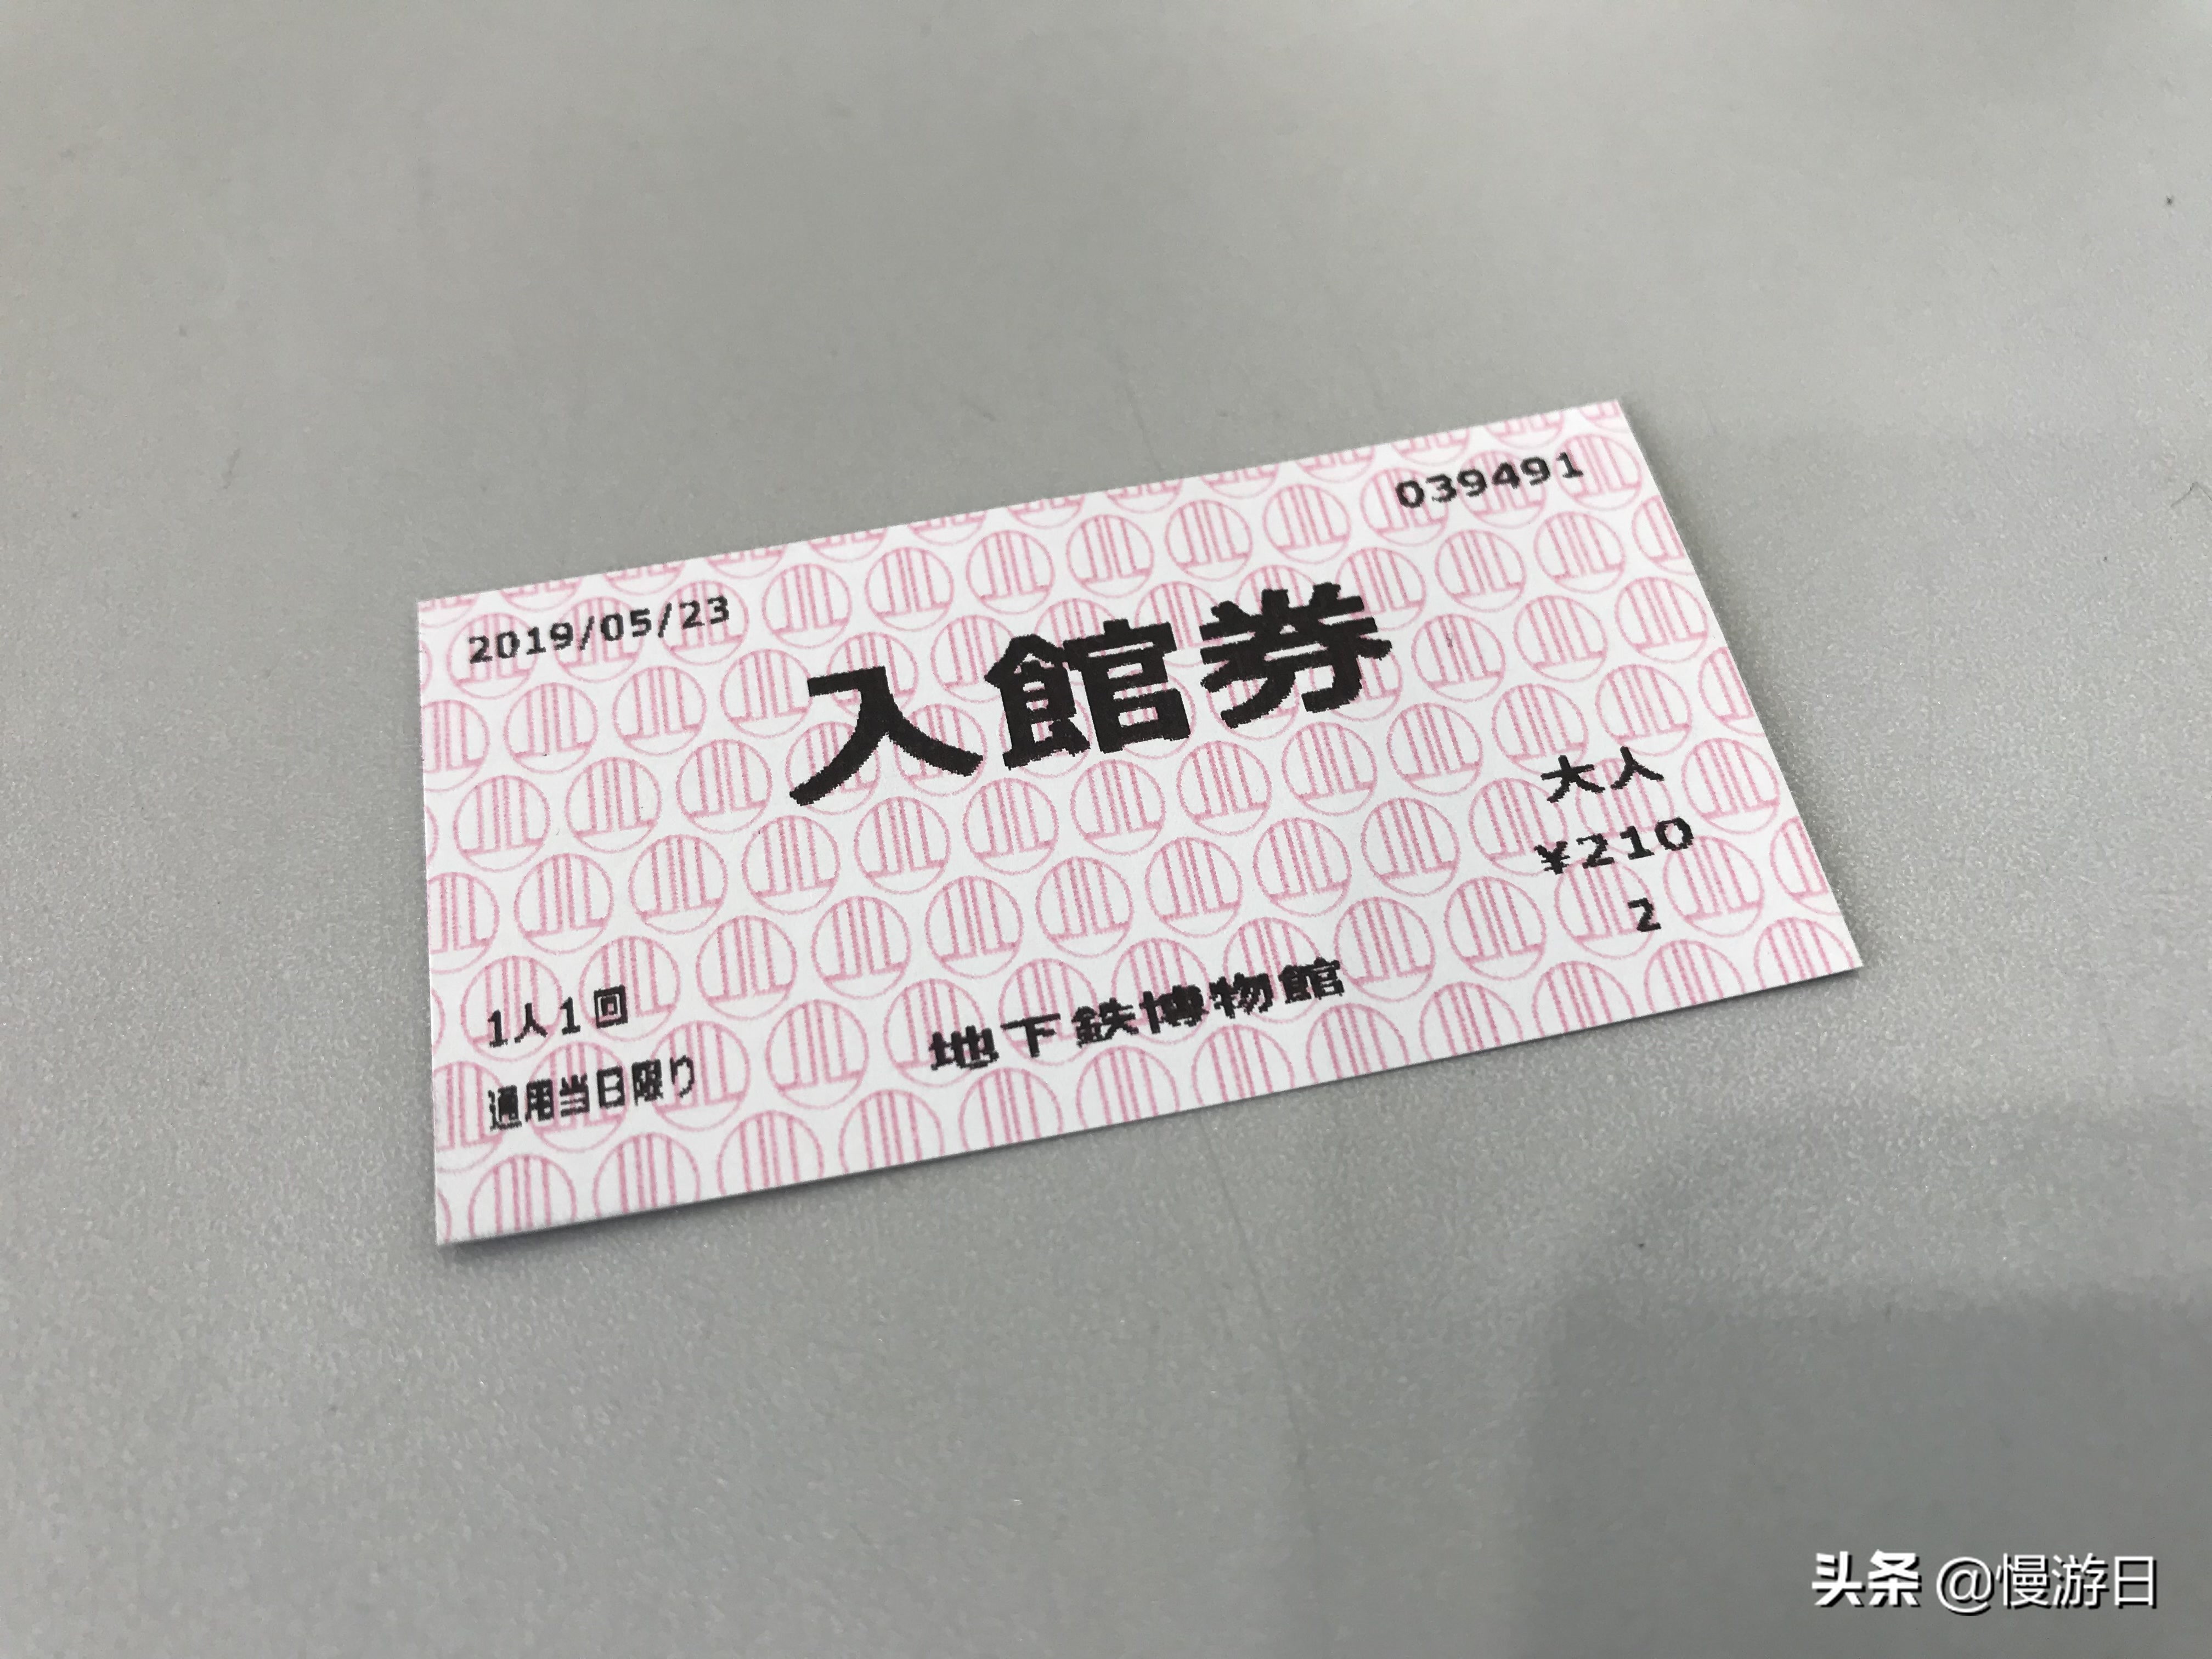 039491
2019/05/23
入館券
大人
¥210
2
1人1回
通用当日限り
地下鉄博物館
头条 @慢游日